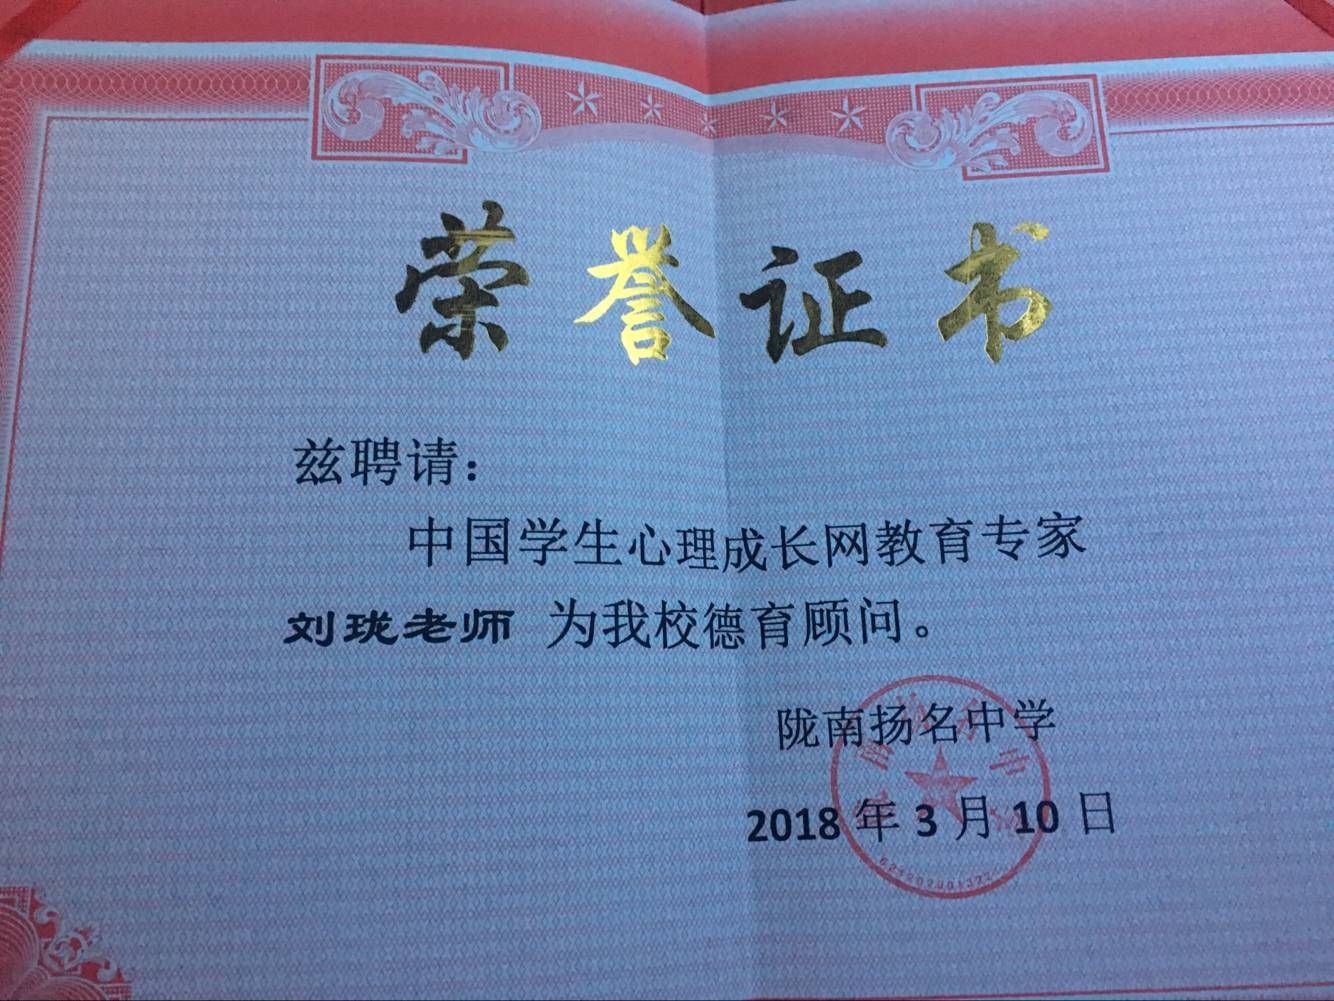 荣誉证书
兹聘请：
中国学生心理成长网教育专家
刘珑老师 为我校德育顾问。
陇南扬名中学
2018 年 3 月 10 日